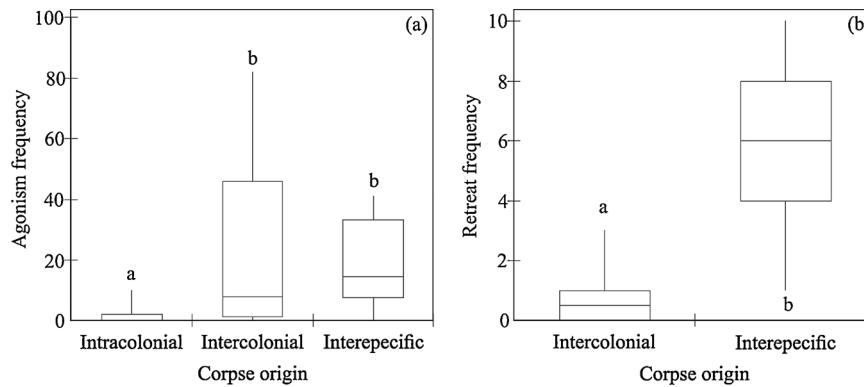 (a)
Agonism frequency
100
80
60
40
20
0
a
b
b
Intracolonial Intercolonial Interepecific
Corpse origin
(b
Retreat frequency
10
8
6
4
2
0
a
b
Intercolonial Interepecific
Corpse origin